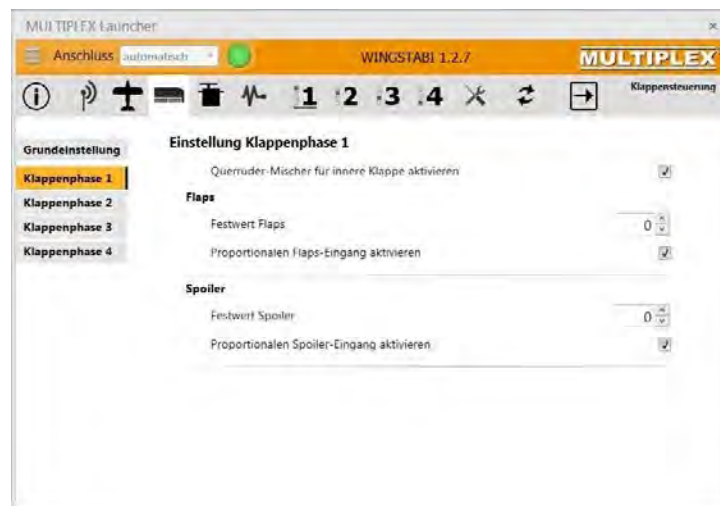 MULTIPLEX Launcher
Anschluss automatisch WINGSTABI 1.2.7 MULTIPLEX
1 2 3 4 Klappensteuerung
Grundeinstellung
Klappenphase 1
Klappenphase 2
Klappenphase 3
Klappenphase 4
Einstellung Klappenphase 1
Querruder-Mischer für innere Klappe aktivieren
Flaps
Festwert Flaps 0
Proportionalen Flaps-Eingang aktivieren
Spoiler
Festwert Spoiler 0
Proportionalen Spoiler-Eingang aktivieren